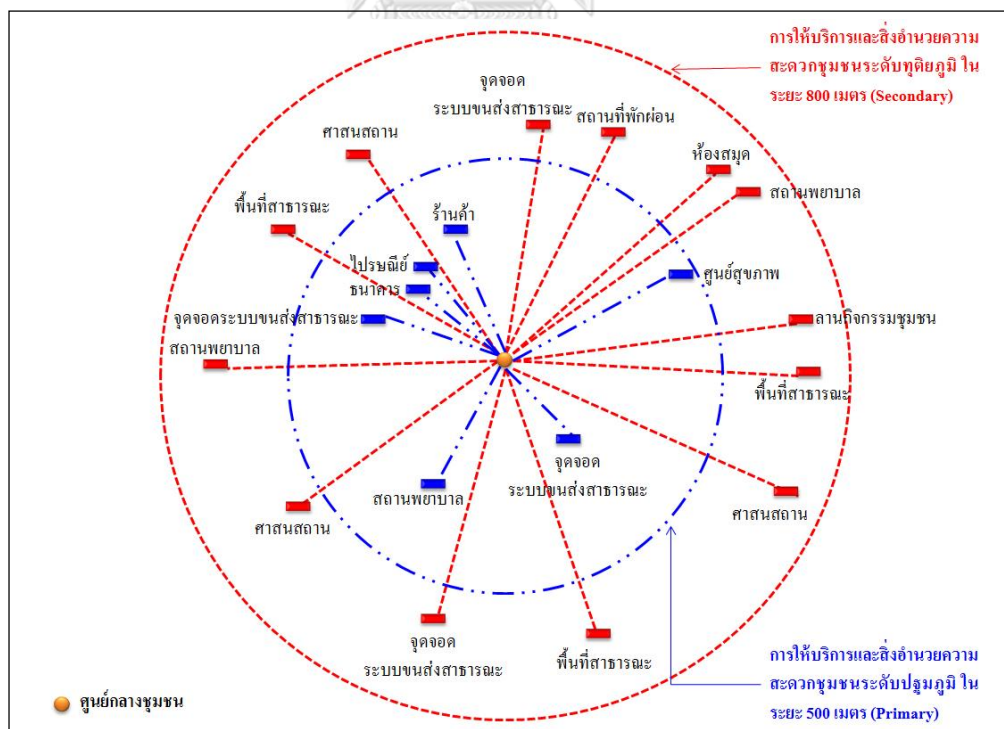 การให้บริการและสิ่งอำนวยความ
สะดวกชุมชนระดับทุติยภูมิ ใน
ระยะ 800 เมตร (Secondary)
จุดจอด
ระบบขนส่งสาธารณะ
สถานที่พักผ่อน
ศาสนสถาน
ห้องสมุด
สถานพยาบาล
พื้นที่สาธารณะ
ร้านค้า
ไปรษณีย์
ธนาคาร
ศูนย์สุขภาพ
จุดจอดระบบขนส่งสาธารณะ
ลานกิจกรรมชุมชน
สถานพยาบาล
พื้นที่สาธารณะ
จุดจอด
ระบบขนส่งสาธารณะ
สถานพยาบาล
ศาสนสถาน
ศาสนสถาน
จุดจอด
ระบบขนส่งสาธารณะ
พื้นที่สาธารณะ
การให้บริการและสิ่งอำนวยความ
สะดวกชุมชนระดับปฐมภูมิ ใน
ระยะ 500 เมตร (Primary)
ศูนย์กลางชุมชน